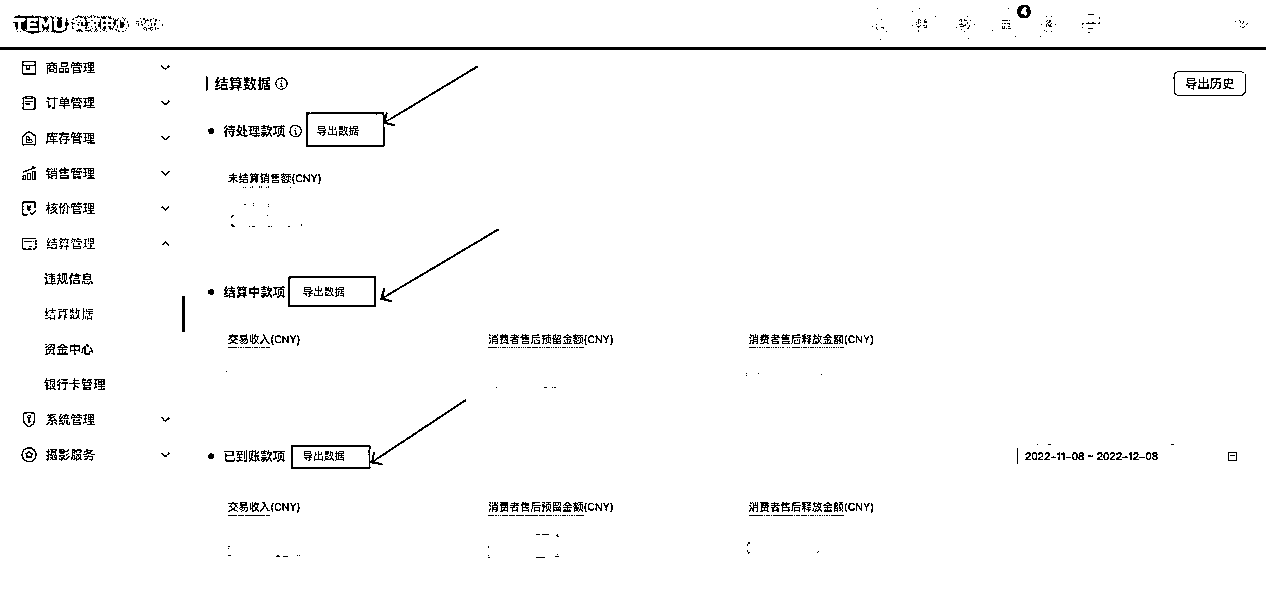 TEMU
商品管理
订单管理
库存管理
销售管理
核价管理
结算管理
违规信息
结算数据
资金中心
银行卡管理
系统管理
摄影服务
结算数据
导出历史
待处理款项 导出数据
未结算销售额(CNY)
结算中款项 导出数据
交易收入(CNY) 消费者售后预留金额(CNY) 消费者售后释放金额(CNY)
已到账款项 导出数据 2022-11-08 ~ 2022-12-08
交易收入(CNY) 消费者售后预留金额(CNY) 消费者售后释放金额(CNY)